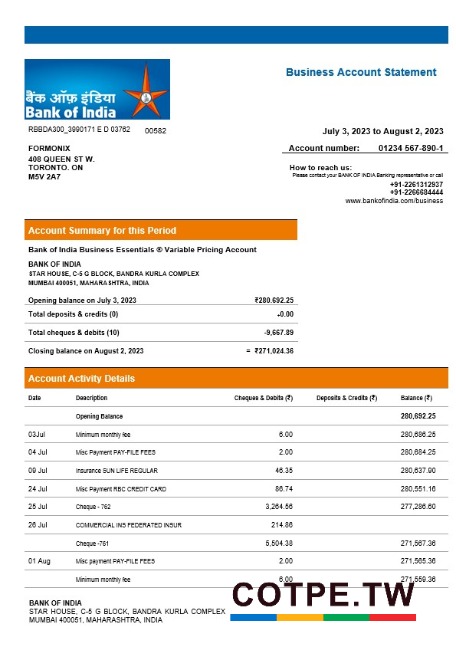 बैंक ऑफ़ इंडिया
Bank of India
Business Account Statement
RBBDA300_3990171 E D 03762 00582
July 3, 2023 to August 2, 2023
FORMONIX
408 QUEEN ST W.
TORONTO. ON
M5V 2A7
Account number: 01234 567-890-1
How to reach us:
Please contact your BANK OF INDIA Banking representative or call
+91-2261312937
+91-2266684444
www.bankofindia.com/business
Account Summary for this Period
Bank of India Business Essentials ® Variable Pricing Account
BANK OF INDIA
STAR HOUSE, C-5 G BLOCK, BANDRA KURLA COMPLEX
MUMBAI 400051, MAHARASHTRA, INDIA
Opening balance on July 3, 2023 ₹280.692.25
Total deposits & credits (0) +0.00
Total cheques & debits (10) -9,667.89
Closing balance on August 2, 2023 = ₹271,024.36
Account Activity Details
Date Description Cheques & Debits (₹) Deposits & Credits (₹) Balance (₹)
Opening Balance 280,692.25
03Jul Minimum monthly fee 6.00 280,686.25
04 Jul Misc Payment PAY-FILE FEES 2.00 280,684.25
09 Jul Insurance SUN LIFE REGULAR 46.35 280,637.90
24 Jul Misc Payment RBC CREDIT CARD 86.74 280,551.16
25 Jul Cheque - 762 3,264.56 277,286.60
26 Jul COMMERCIAL INS FEDERATED INSUR 214.86
Cheque -761 5,504.38 271,567.36
01 Aug Misc payment PAY-FILE FEES 2.00 271,565.36
Minimum monthly fee 6.00 271,559.36
BANK OF INDIA
STAR HOUSE, C-5 G BLOCK, BANDRA KURLA COMPLEX
MUMBAI 400051, MAHARASHTRA, INDIA
COTPE.TW